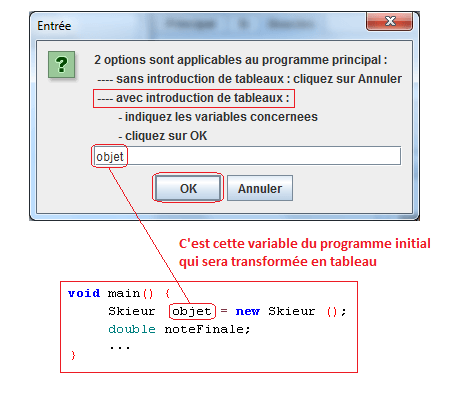 Entrée
2 options sont applicables au programme principal :
---- sans introduction de tableaux : cliquez sur Annuler
---- avec introduction de tableaux :
- indiquez les variables concernees
- cliquez sur OK
objet
OK
Annuler
C'est cette variable du programme initial
qui sera transformée en tableau
void main() {
Skieur objet = new Skieur ();
double noteFinale;
...
}